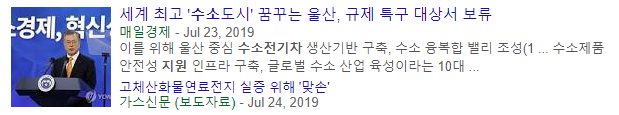 소경제, 혁신성
세계 최고 '수소도시' 꿈꾸는 울산, 규제 특구 대상서 보류
매일경제 - Jul 23, 2019
이를 위해 울산 중심 수소전기차 생산기반 구축, 수소 융복합 밸리 조성(1 ... 수소제품
안전성 지원 인프라 구축, 글로벌 수소 산업 육성이라는 10대 ...
고체산화물연료전지 실증 위해 '맞손'
가스신문 (보도자료) - Jul 24, 2019